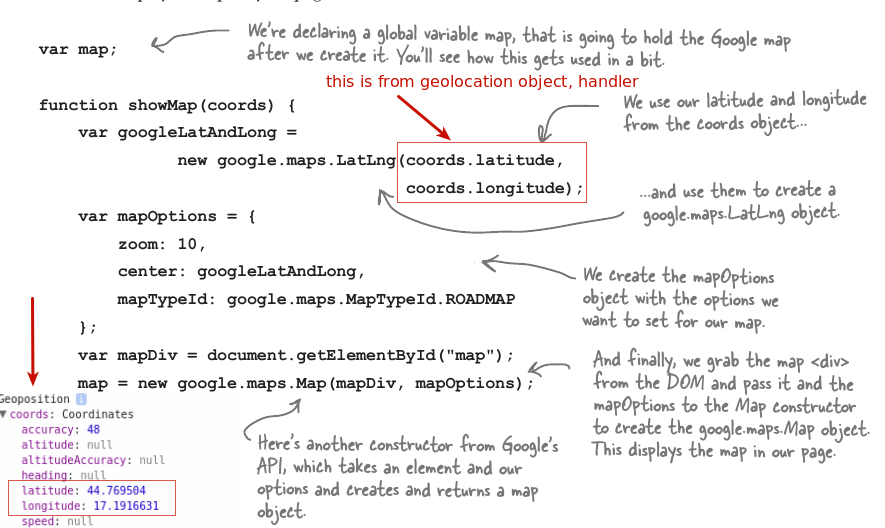 var map;
We're declaring a global variable map, that is going to hold the Google map
after we create it. You'll see how this gets used in a bit.
this is from geolocation object, handler
function showMap(coords) {
var googleLatAndLong =
new google.maps.LatLng(coords.latitude,
coords.longitude);
We use our latitude and longitude
from the coords object...
...and use them to create a
google.maps.LatLng object.
var mapOptions = {
zoom: 10,
center: googleLatAndLong,
mapTypeId: google.maps.MapTypeId.ROADMAP
};
We create the mapOptions
object with the options we
want to set for our map.
var mapDiv = document.getElementById("map");
map = new google.maps.Map(mapDiv, mapOptions);
And finally, we grab the map <div>
from the DOM and pass it and the
mapOptions to the Map constructor
to create the google.maps.Map object.
This displays the map in our page.
Here's another constructor from Google's
API, which takes an element and our
options and creates and returns a map
object.
Geoposition i
▼coords: Coordinates
accuracy: 48
altitude: null
altitudeAccuracy: null
heading: null
latitude: 44.769504
longitude: 17.1916631
speed: null